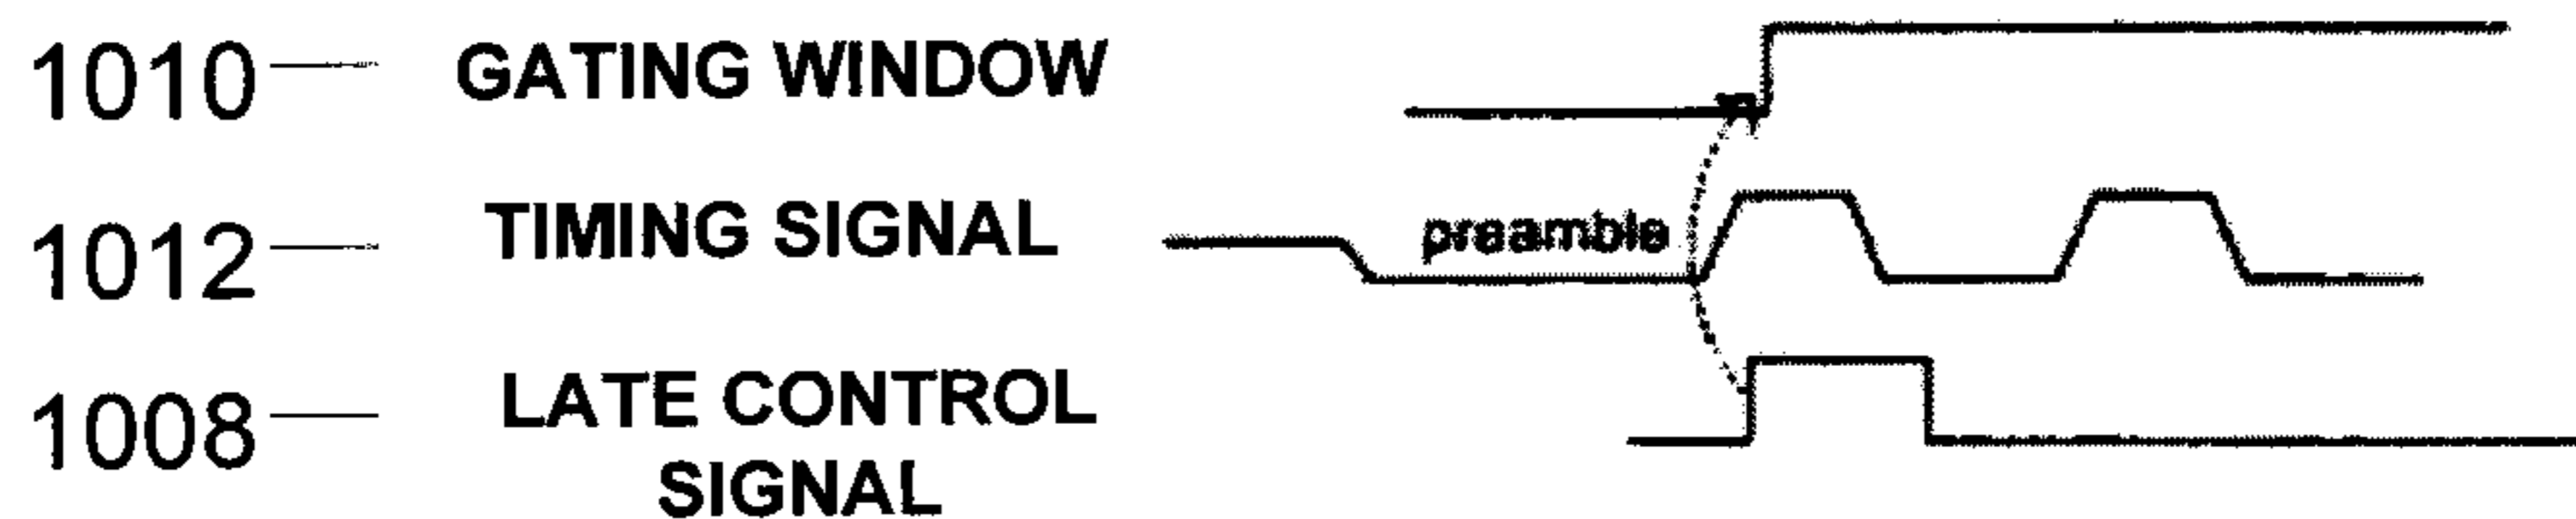 1010 GATING WINDOW
1012 TIMING SIGNAL preamble
1008 LATE CONTROL
SIGNAL